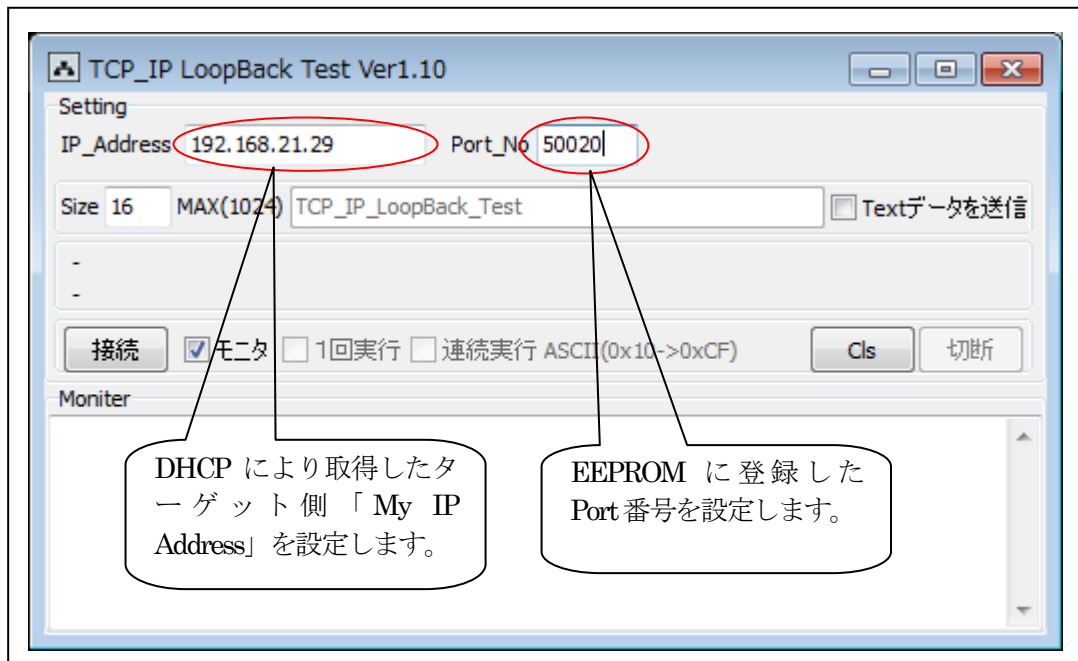 TCP_IP LoopBack Test Ver1.10
Setting
IP_Address 192.168.21.29 Port_No 50020
Size 16 MAX(1024) TCP_IP_LoopBack_Test Textデータを送信
-
-
接続 モニタ 1回実行 連続実行 ASCII(0x10->0xCF) Cls 切断
Moniter
DHCP により取得したタ
ーゲット側「My IP
Address」を設定します。
EEPROM に登録した
Port番号を設定します。